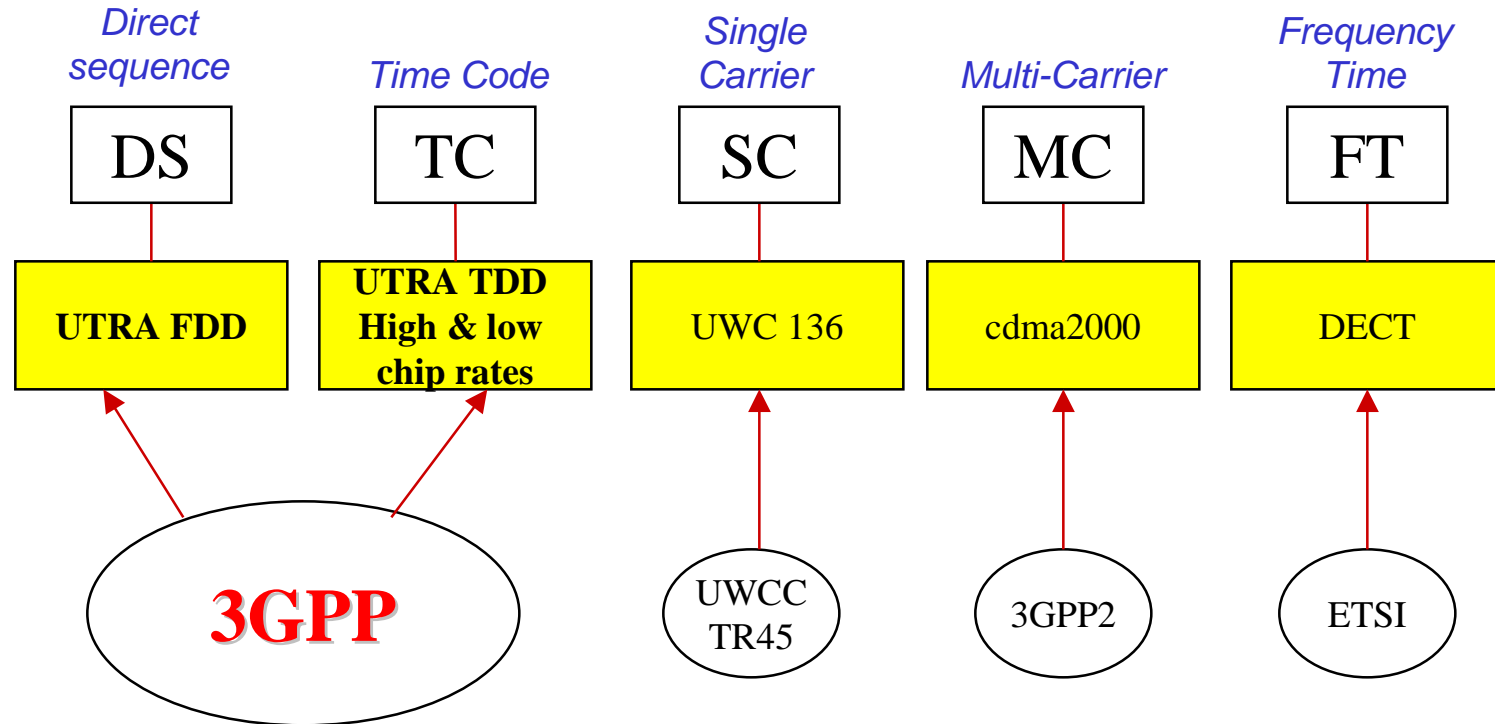 Direct
sequence
Time Code
Single
Carrier
Multi-Carrier
Frequency
Time
DS
TC
SC
MC
FT
UTRA FDD
UTRA TDD
High & low
chip rates
UWC 136
cdma2000
DECT
3GPP
UWCC
TR45
3GPP2
ETSI